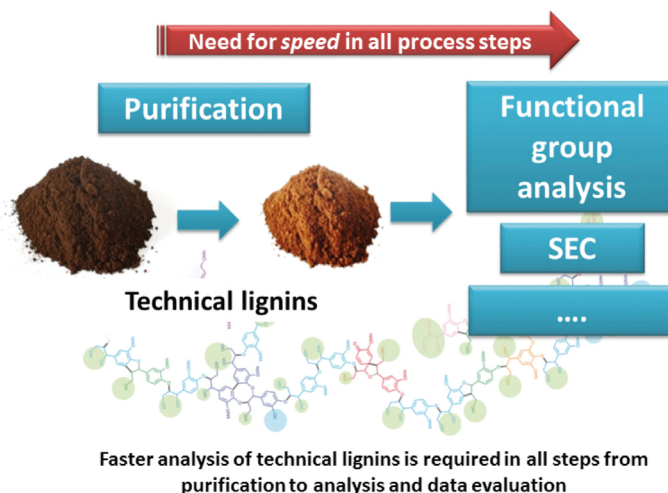 Need for speed in all process steps
Purification
Functional
group
analysis
SEC
....
Technical lignins
Faster analysis of technical lignins is required in all steps from
purification to analysis and data evaluation